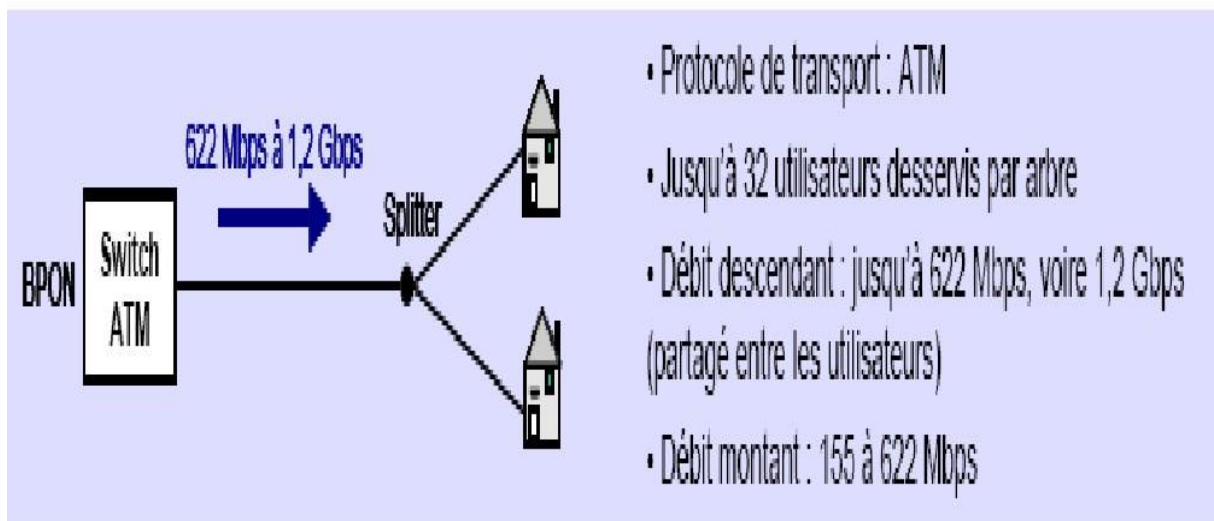 BPON
Switch
ATM
622 Mbps à 1,2 Gbps
Splitter
• Protocole de transport : ATM
• Jusqu'à 32 utilisateurs desservis par arbre
• Débit descendant : jusqu'à 622 Mbps, voire 1,2 Gbps
(partagé entre les utilisateurs)
• Débit montant : 155 à 622 Mbps